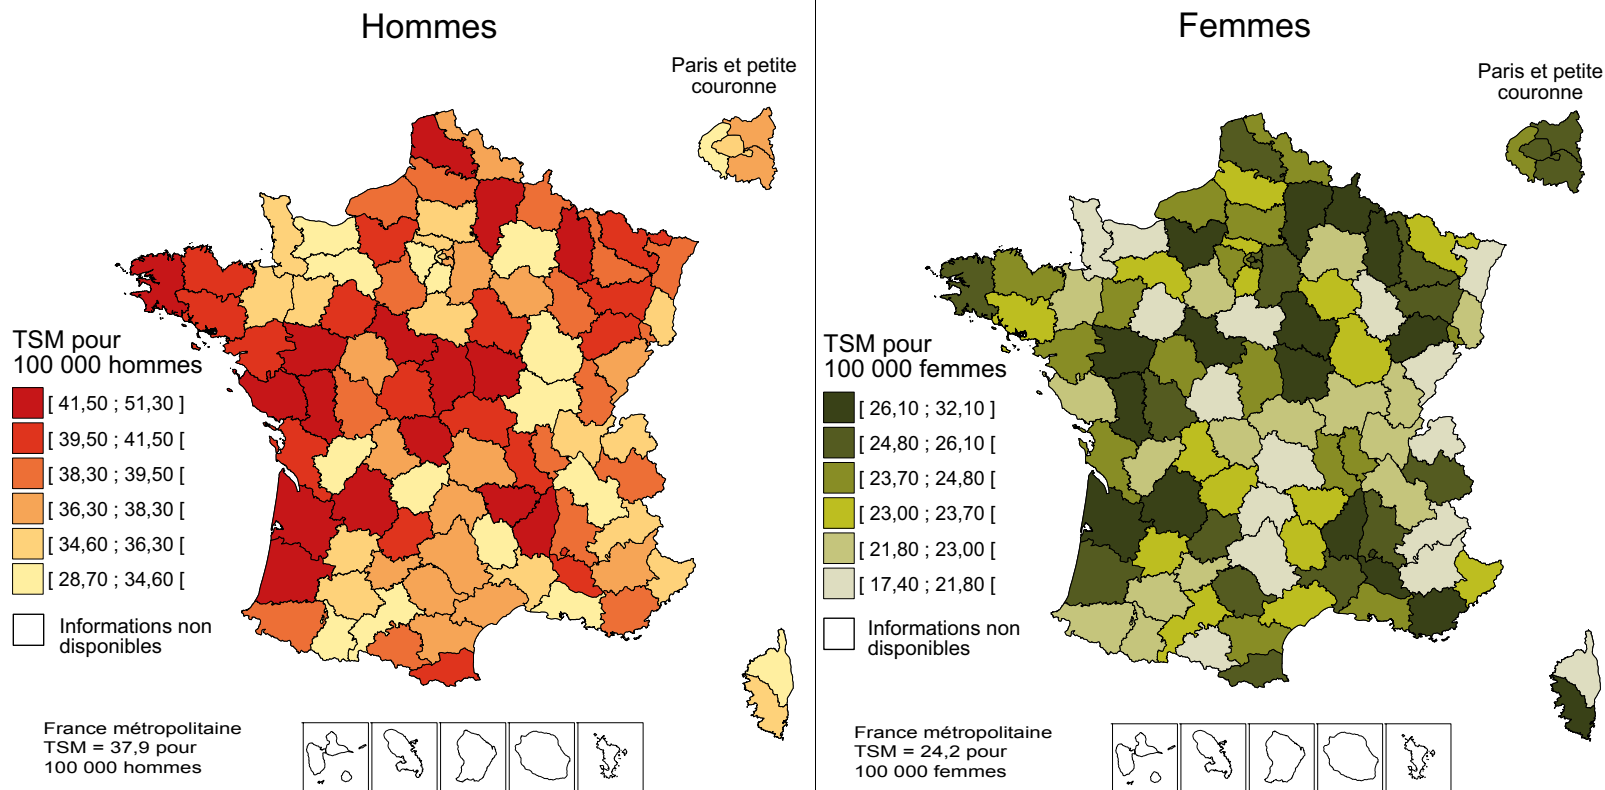 Hommes
Paris et petite
couronne
TSM pour
100 000 hommes
[ 41,50 ; 51,30 ]
[ 39,50 ; 41,50 [
[ 38,30 ; 39,50 [
[ 36,30 ; 38,30 [
[ 34,60 ; 36,30 [
[ 28,70 ; 34,60 [
Informations non
disponibles
France métropolitaine
TSM = 37,9 pour
100 000 hommes
Femmes
Paris et petite
couronne
TSM pour
100 000 femmes
[ 26,10 ; 32,10 ]
[ 24,80 ; 26,10 [
[ 23,70 ; 24,80 [
[ 23,00 ; 23,70 [
[ 21,80 ; 23,00 [
[ 17,40 ; 21,80 [
Informations non
disponibles
France métropolitaine
TSM = 24,2 pour
100 000 femmes